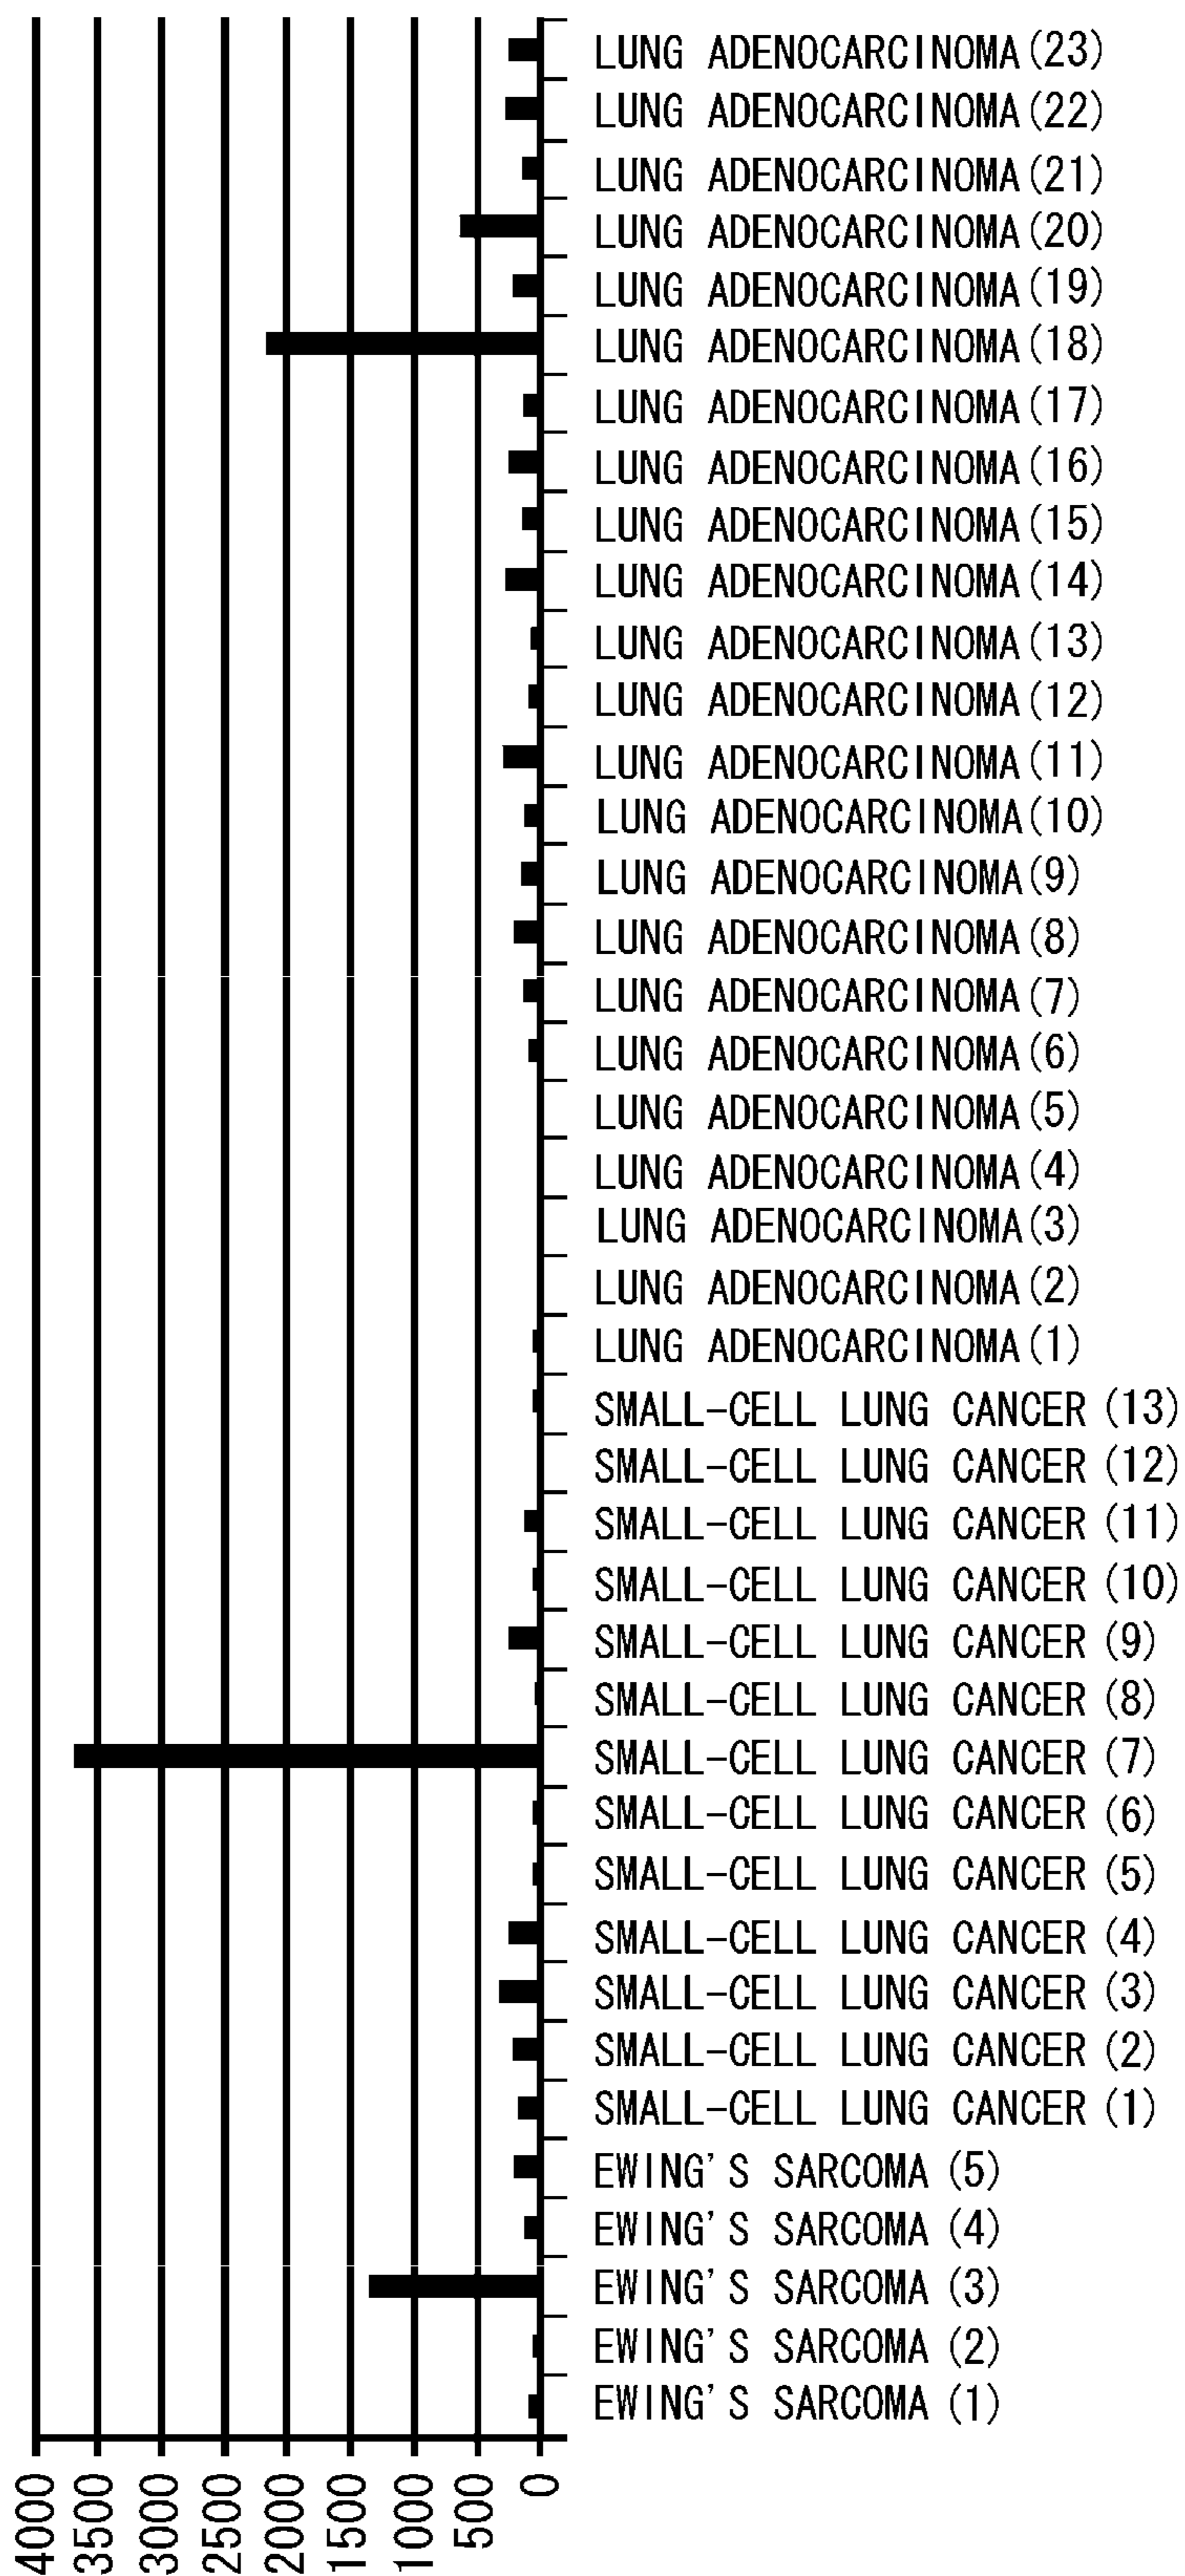 LUNG ADENOCARCINOMA(23)
LUNG ADENOCARCINOMA(22)
LUNG ADENOCARCINOMA(21)
LUNG ADENOCARCINOMA(20)
LUNG ADENOCARCINOMA(19)
LUNG ADENOCARCINOMA(18)
LUNG ADENOCARCINOMA(17)
LUNG ADENOCARCINOMA(16)
LUNG ADENOCARCINOMA(15)
LUNG ADENOCARCINOMA(14)
LUNG ADENOCARCINOMA(13)
LUNG ADENOCARCINOMA(12)
LUNG ADENOCARCINOMA(11)
LUNG ADENOCARCINOMA(10)
LUNG ADENOCARCINOMA(9)
LUNG ADENOCARCINOMA(8)
LUNG ADENOCARCINOMA(7)
LUNG ADENOCARCINOMA(6)
LUNG ADENOCARCINOMA(5)
LUNG ADENOCARCINOMA(4)
LUNG ADENOCARCINOMA(3)
LUNG ADENOCARCINOMA(2)
LUNG ADENOCARCINOMA(1)
SMALL-CELL LUNG CANCER (13)
SMALL-CELL LUNG CANCER (12)
SMALL-CELL LUNG CANCER (11)
SMALL-CELL LUNG CANCER (10)
SMALL-CELL LUNG CANCER (9)
SMALL-CELL LUNG CANCER (8)
SMALL-CELL LUNG CANCER (7)
SMALL-CELL LUNG CANCER (6)
SMALL-CELL LUNG CANCER (5)
SMALL-CELL LUNG CANCER (4)
SMALL-CELL LUNG CANCER (3)
SMALL-CELL LUNG CANCER (2)
SMALL-CELL LUNG CANCER (1)
EWING'S SARCOMA (5)
EWING'S SARCOMA (4)
EWING'S SARCOMA (3)
EWING'S SARCOMA (2)
EWING'S SARCOMA (1)
4000
3500
3000
2500
2000
1500
1000
500
0